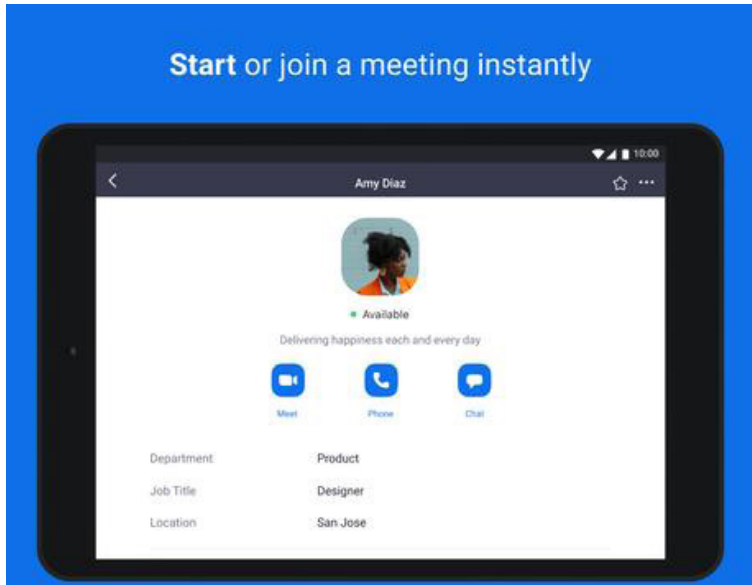 Start or join a meeting instantly
10:00
Amy Diaz
Available
Delivering happiness each and every day
Meet Phone Chat
Department Product
Job Title Designer
Location San Jose